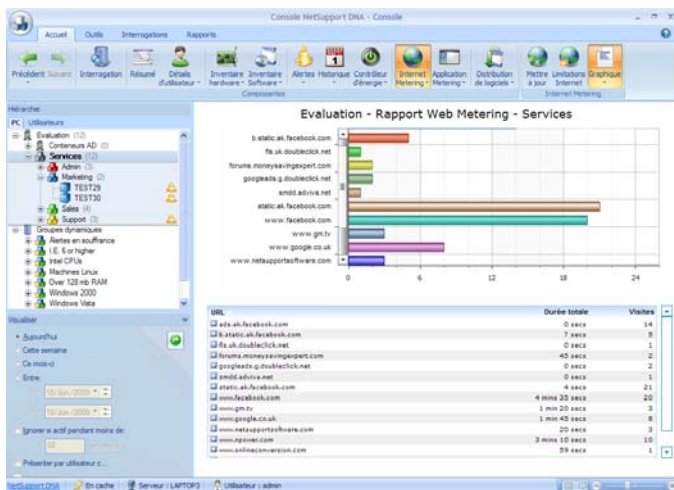 Console NetSupport DNA - Console
Accueil Outils Interrogations Rapports
Précédent Suivant Interrogation Résumé Détails d'utilisateur Inventaire hardware Inventaire Software Alertes Historique Contrôleur d'énergie Internet Metering Application Metering Distribution de logiciels Mettre à jour Limitations Internet Graphique
Composantes Internet Metering
Hiérarchie
PC Utilisateurs
Evaluation (12)
Conteneurs AD (0)
Services (12)
Admin (3)
Marketing (2)
TEST29
TEST30
Sales (4)
Support (3)
Groupes dynamiques
Alertes en souffrance
I.E. 6 or higher
Intel CPUs
Machines Linux
Over 128 mb RAM
Windows 2000
Windows Vista
Visualiser
Aujourd'hui
Cette semaine
Ce mois-ci
Entre
18/Jun/2009
18/Jun/2009
Ignorer si actif pendant moins de:
Présenter par utilisateur c...
Evaluation - Rapport Web Metering - Services
b.static.ak.facebook.com
fls.uk.doubleclick.net
forums.moneysavingexpert.com
googleads.g.doubleclick.net
smdd.adviva.net
static.ak.facebook.com
www.facebook.com
www.gm.tv
www.google.co.uk
www.netsupportsoftware.com
0 6 12 18 24
URL Durée totale Visites
ads.ak.facebook.com 0 secs 14
b.static.ak.facebook.com 7 secs 5
fls.uk.doubleclick.net 0 secs 1
forums.moneysavingexpert.com 45 secs 2
googleads.g.doubleclick.net 0 secs 2
smdd.adviva.net 0 secs 1
static.ak.facebook.com 4 secs 21
www.facebook.com 4 mins 35 secs 20
www.gm.tv 1 min 20 secs 3
www.google.co.uk 1 min 45 secs 8
www.netsupportsoftware.com 20 secs 3
www.npower.com 3 mins 10 secs 10
www.onlineconversion.com 59 secs 1
NetSupport DNA En cache Serveur : LAPTOP3 Utilisateur : admin